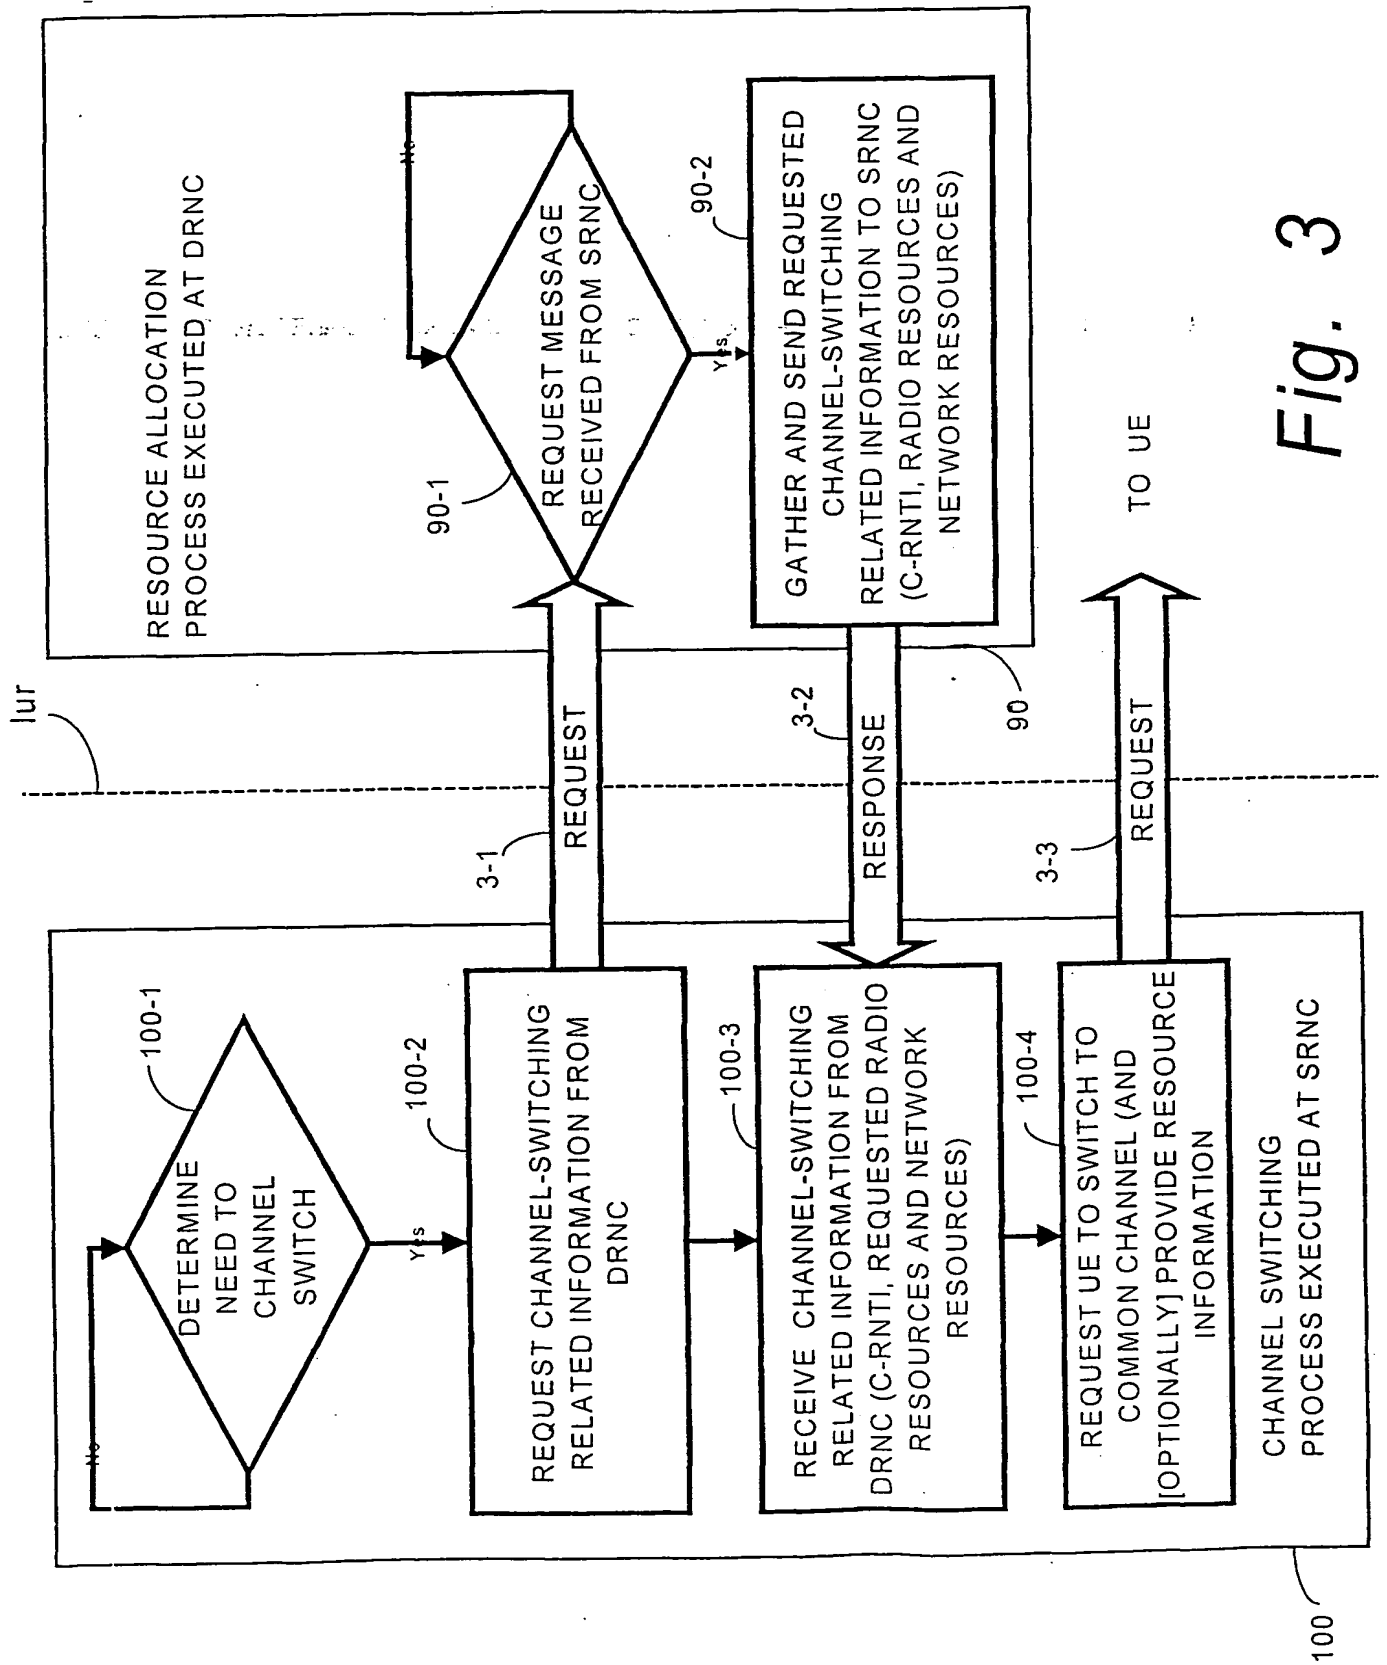 Iur
100-1
DETERMINE
NEED TO
CHANNEL
SWITCH
No
Yes
100-2
REQUEST CHANNEL-SWITCHING
RELATED INFORMATION FROM
DRNC
100-3
RECEIVE CHANNEL-SWITCHING
RELATED INFORMATION FROM
DRNC (C-RNTI, REQUESTED RADIO
RESOURCES AND NETWORK
RESOURCES)
100-4
REQUEST UE TO SWITCH TO
COMMON CHANNEL (AND
[OPTIONALLY] PROVIDE RESOURCE
INFORMATION
CHANNEL SWITCHING
PROCESS EXECUTED AT SRNC
100
3-1
REQUEST
3-2
RESPONSE
3-3
REQUEST
TO UE
RESOURCE ALLOCATION
PROCESS EXECUTED AT DRNC
90-1
REQUEST MESSAGE
RECEIVED FROM SRNC
No
Yes
90-2
GATHER AND SEND REQUESTED
CHANNEL-SWITCHING
RELATED INFORMATION TO SRNC
(C-RNTI, RADIO RESOURCES AND
NETWORK RESOURCES)
90
Fig. 3